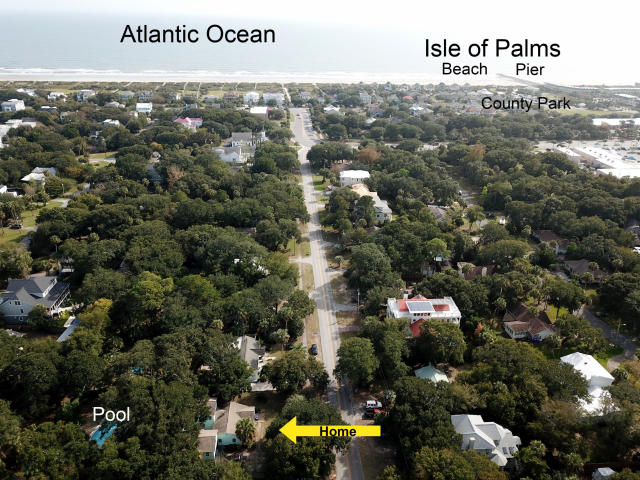 Atlantic Ocean
Isle of Palms
Beach Pier
County Park
Pool
Home